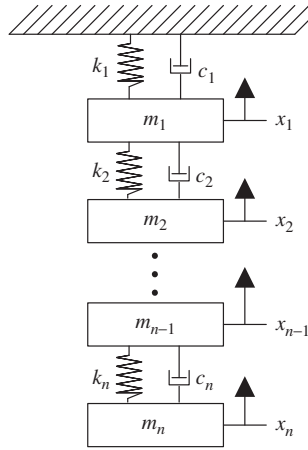 k₁ c₁
m₁ x₁
k₂ c₂
m₂ x₂
mₙ₋₁ xₙ₋₁
kₙ cₙ
mₙ xₙ